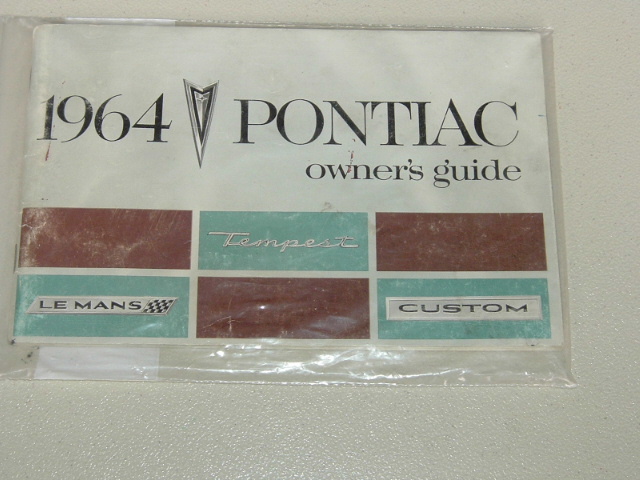 1964 PONTIAC
owner's guide
Tempest
LE MANS
CUSTOM